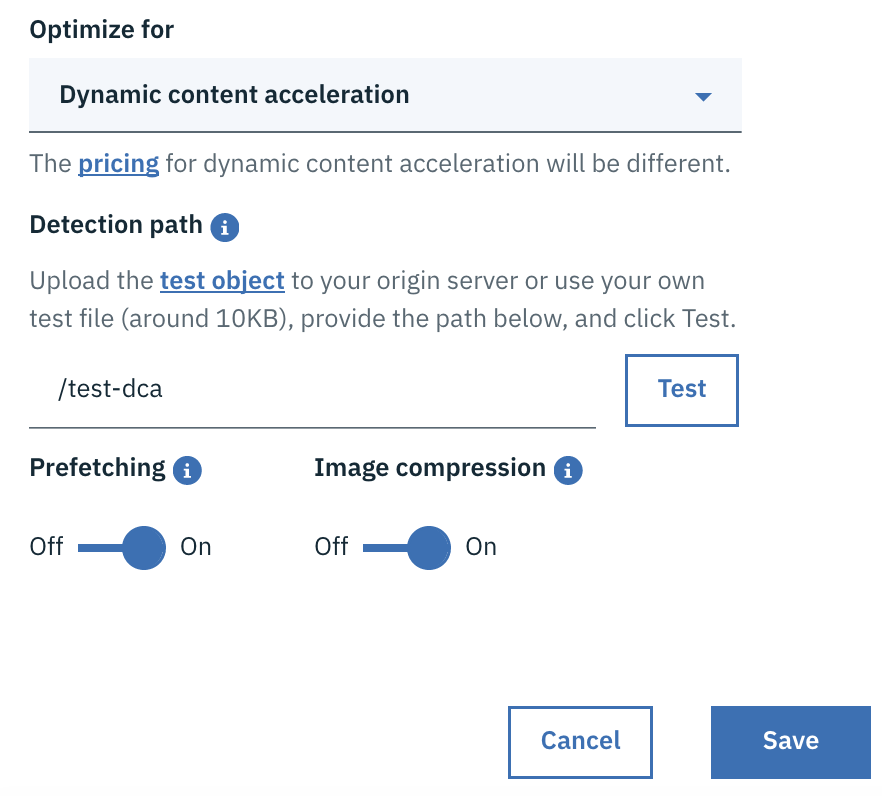 Optimize for
Dynamic content acceleration
The pricing for dynamic content acceleration will be different.
Detection path
Upload the test object to your origin server or use your own
test file (around 10KB), provide the path below, and click Test.
/test-dca
Test
Prefetching
Image compression
Off On
Off On
Cancel
Save